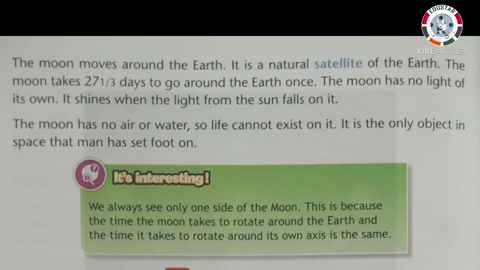 EDUSTAR
KINEMASTER
The moon moves around the Earth. It is a natural satellite of the Earth. The
moon takes 271/3 days to go around the Earth once. The moon has no light of
its own. It shines when the light from the sun falls on it.
The moon has no air or water, so life cannot exist on it. It is the only object in
space that man has set foot on.
It's interesting!
We always see only one side of the Moon. This is because
the time the moon takes to rotate around the Earth and
the time it takes to rotate around its own axis is the same.